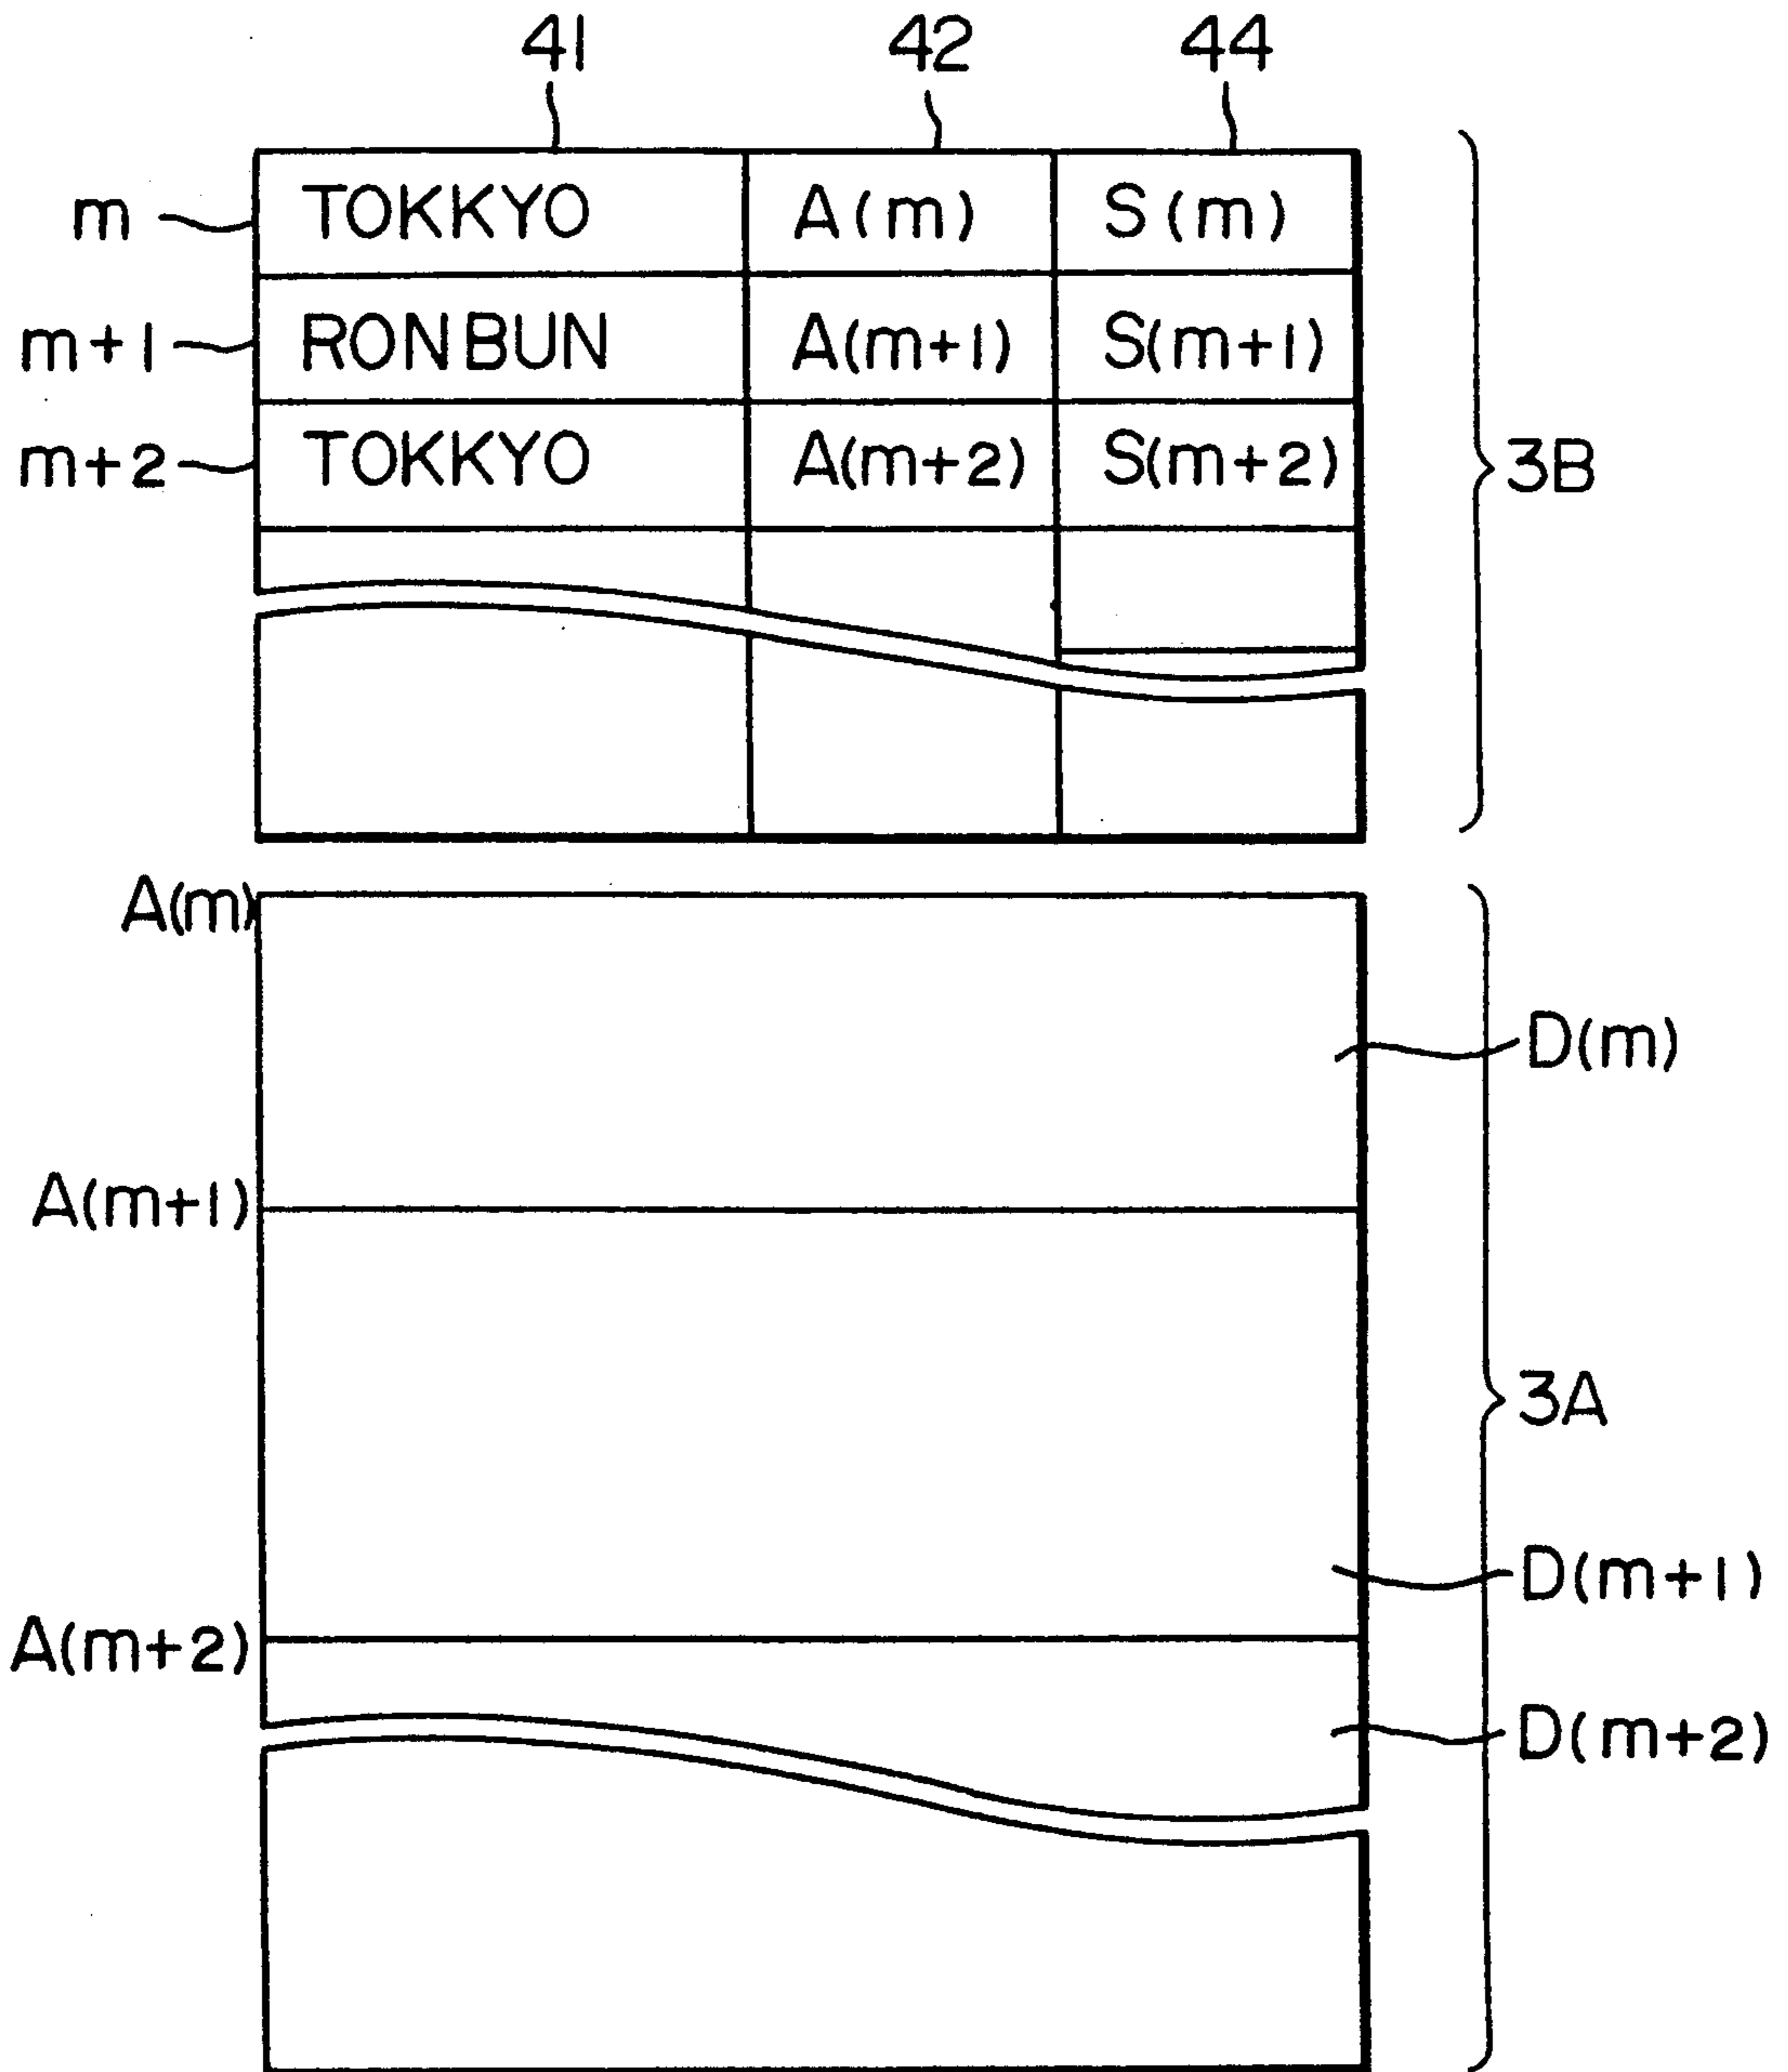 41 42 44
m TOKKYO A(m) S(m)
m+1 RONBUN A(m+1) S(m+1)
m+2 TOKKYO A(m+2) S(m+2)
3B
A(m)
D(m)
A(m+1)
3A
D(m+1)
A(m+2)
D(m+2)